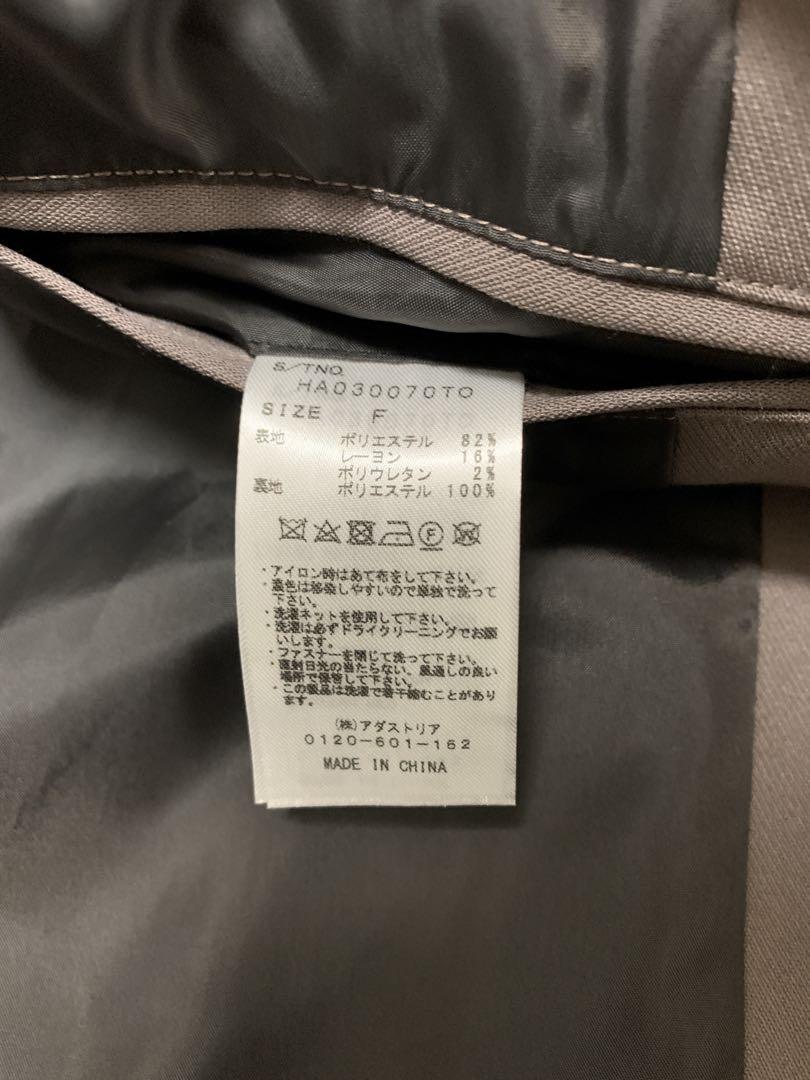 S/TNO.
HA030070TO
SIZE F
表地 ポリエステル 82%
レーヨン 16%
ポリウレタン 2%
裏地 ポリエステル 100%
F W
・アイロン時はあて布をして下さい。
・濃色は移染しやすいので単独で洗って
下さい。
・洗濯ネットを使用して下さい。
・洗濯は必ずドライクリーニングでお願
いします。
・ファスナーを閉じて洗って下さい。
・直射日光の当たらない、風通しの良い
場所で保管して下さい。
・この製品は洗濯で若干縮むことがあり
ます。
(株)アダストリア
0120-601-162
MADE IN CHINA